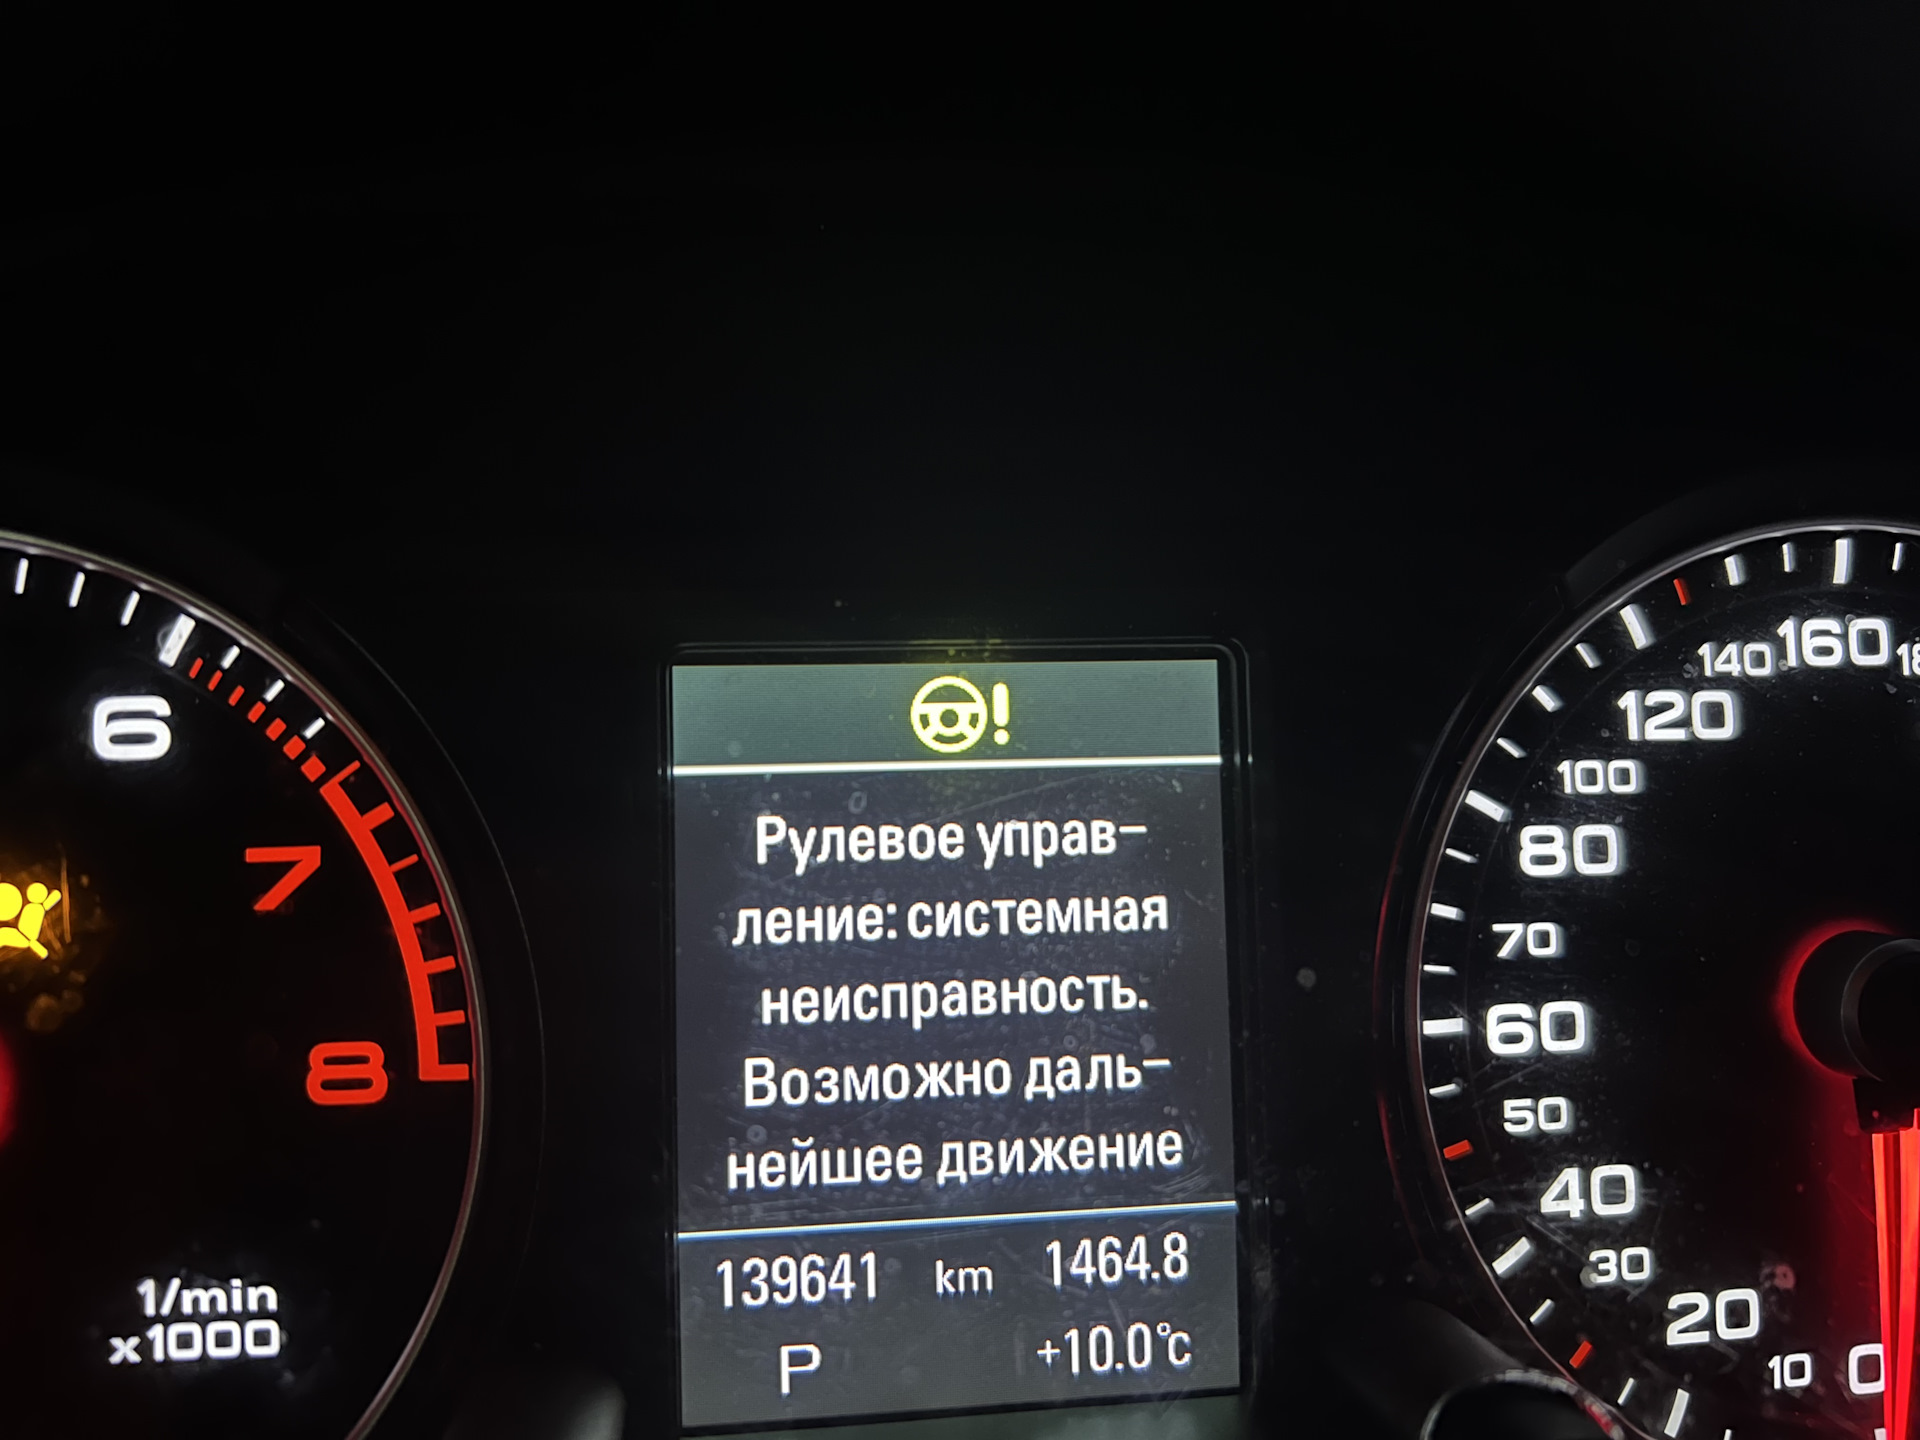 Рулевое управ-
ление: системная
неисправность.
Возможно даль-
нейшее движение
139641 km 1464.8
P +10.0°C
6
7
8
1/min
x1000
160
140
120
100
80
70
60
50
40
30
20
10
0